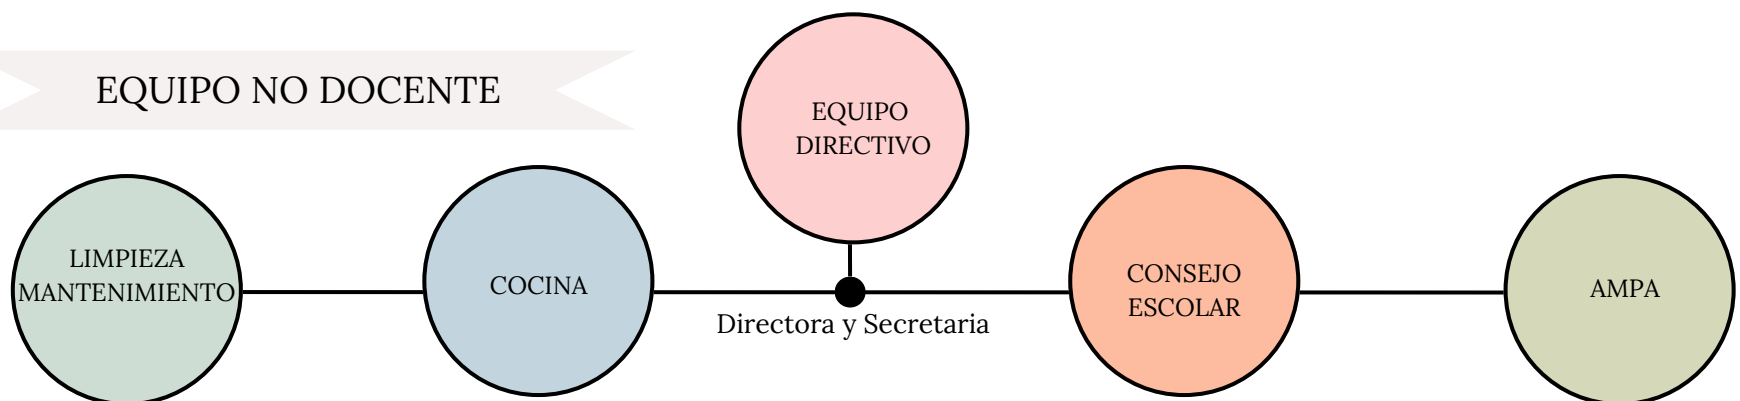 EQUIPO NO DOCENTE
EQUIPO
DIRECTIVO
LIMPIEZA
MANTENIMIENTO
COCINA
Directora y Secretaria
CONSEJO
ESCOLAR
AMPA